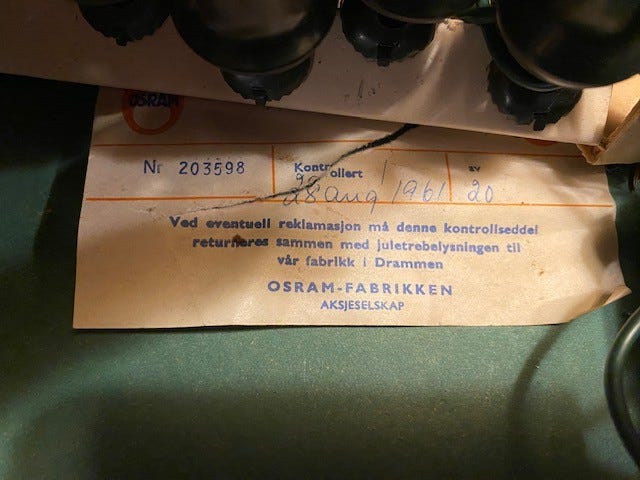 OSRAM
Nr 203598 Kontrollert av
28 aug 1961 20
Ved eventuell reklamasjon må denne kontrollseddel
returneres sammen med juletrebelysningen til
vår fabrikk i Drammen
OSRAM-FABRIKKEN
AKSJESELSKAP